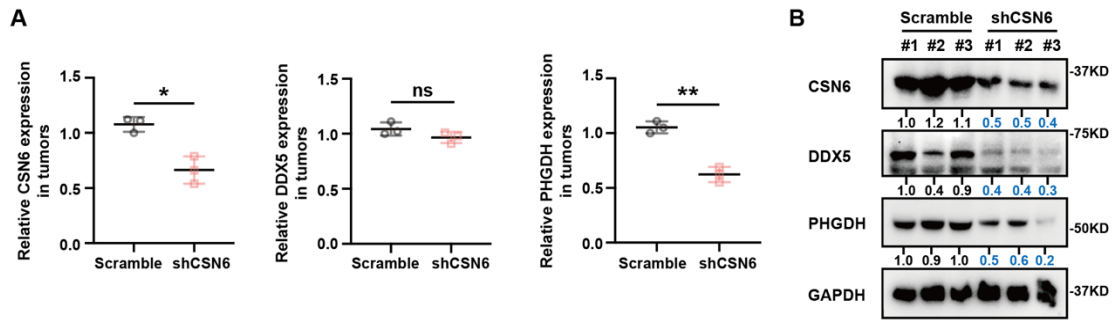 A
Relative CSN6 expression
in tumors
1.5
1.0
0.5
0.0
*
Scramble shCSN6
Relative DDX5 expression
in tumors
1.5
1.0
0.5
0.0
ns
Scramble shCSN6
Relative PHGDH expression
in tumors
1.5
1.0
0.5
0.0
**
Scramble shCSN6
B
Scramble shCSN6
#1 #2 #3 #1 #2 #3
CSN6 -37KD
1.0 1.2 1.1 0.5 0.5 0.4
-75KD
DDX5
1.0 0.4 0.9 0.4 0.4 0.3
PHGDH -50KD
1.0 0.9 1.0 0.5 0.6 0.2
GAPDH -37KD